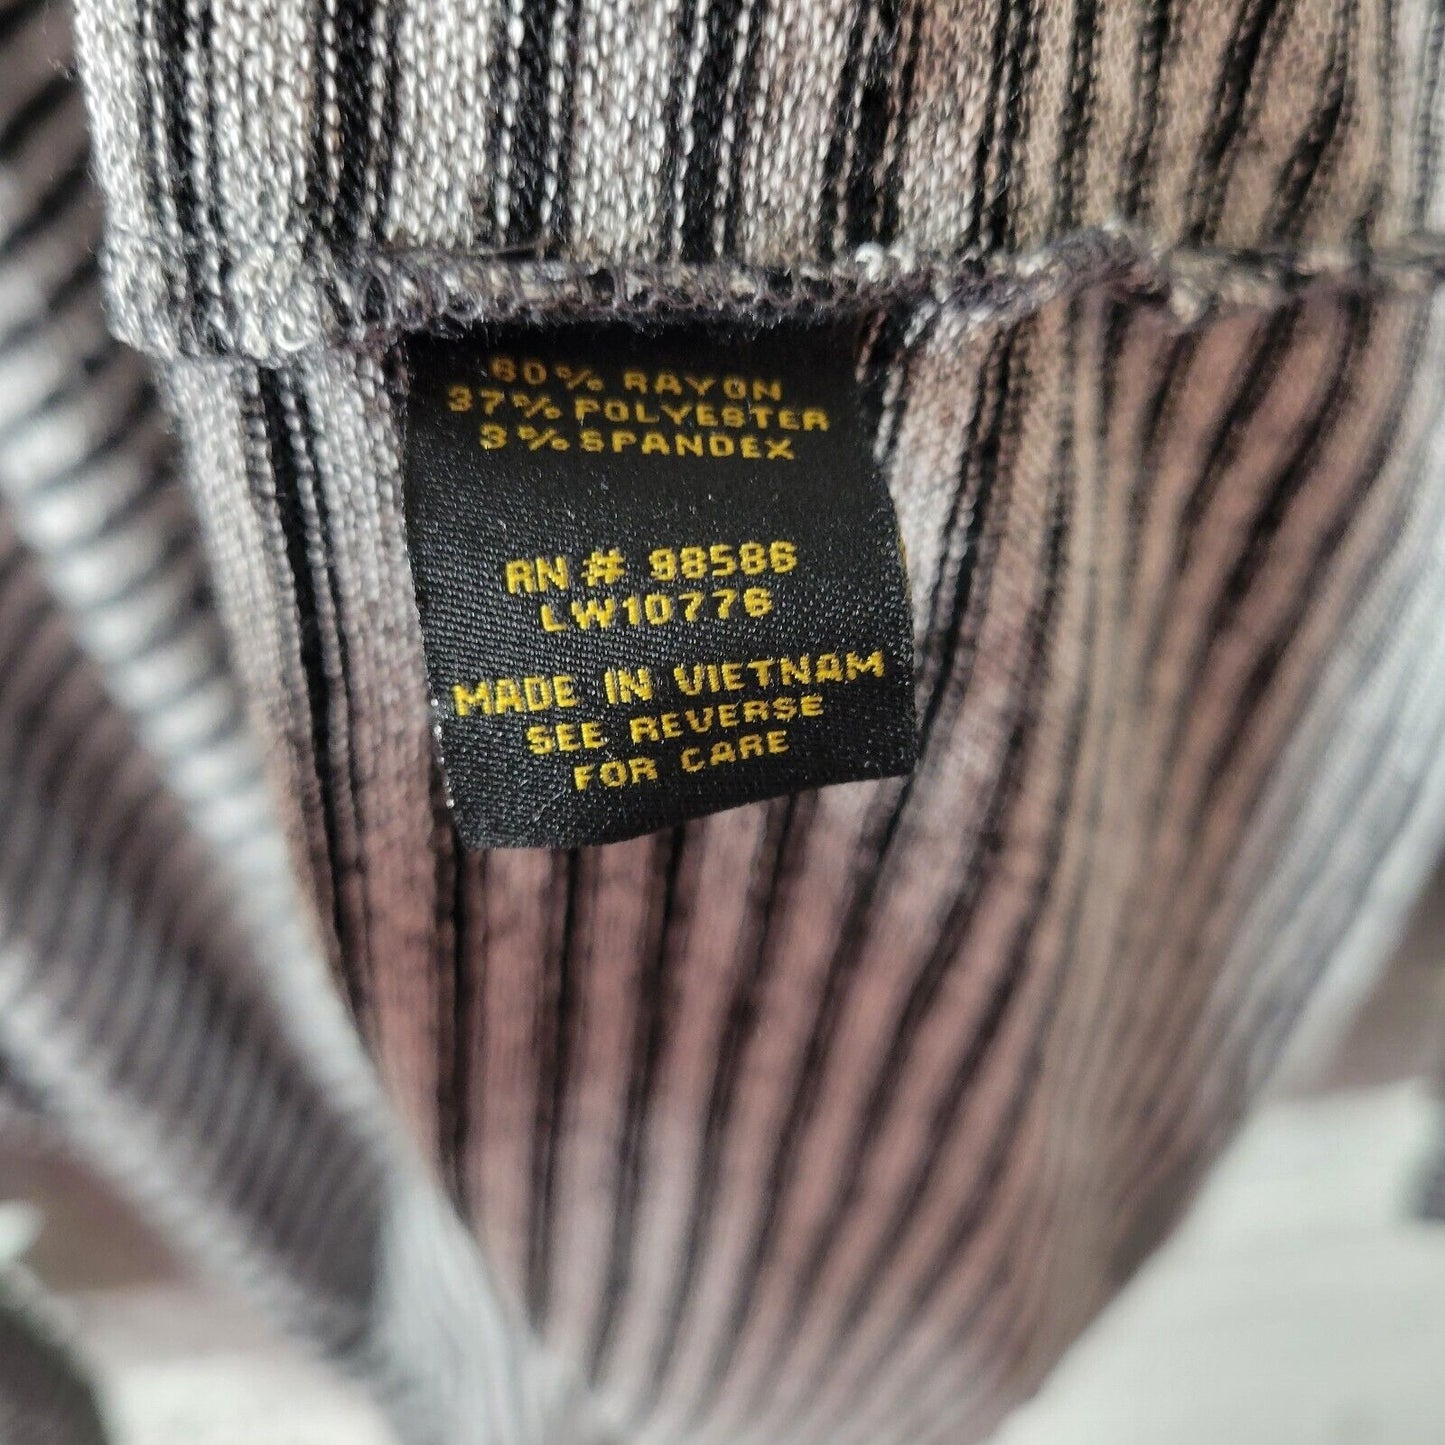 60% RAYON
37% POLYESTER
3% SPANDEX
RN # 98586
LW10776
MADE IN VIETNAM
SEE REVERSE
FOR CARE